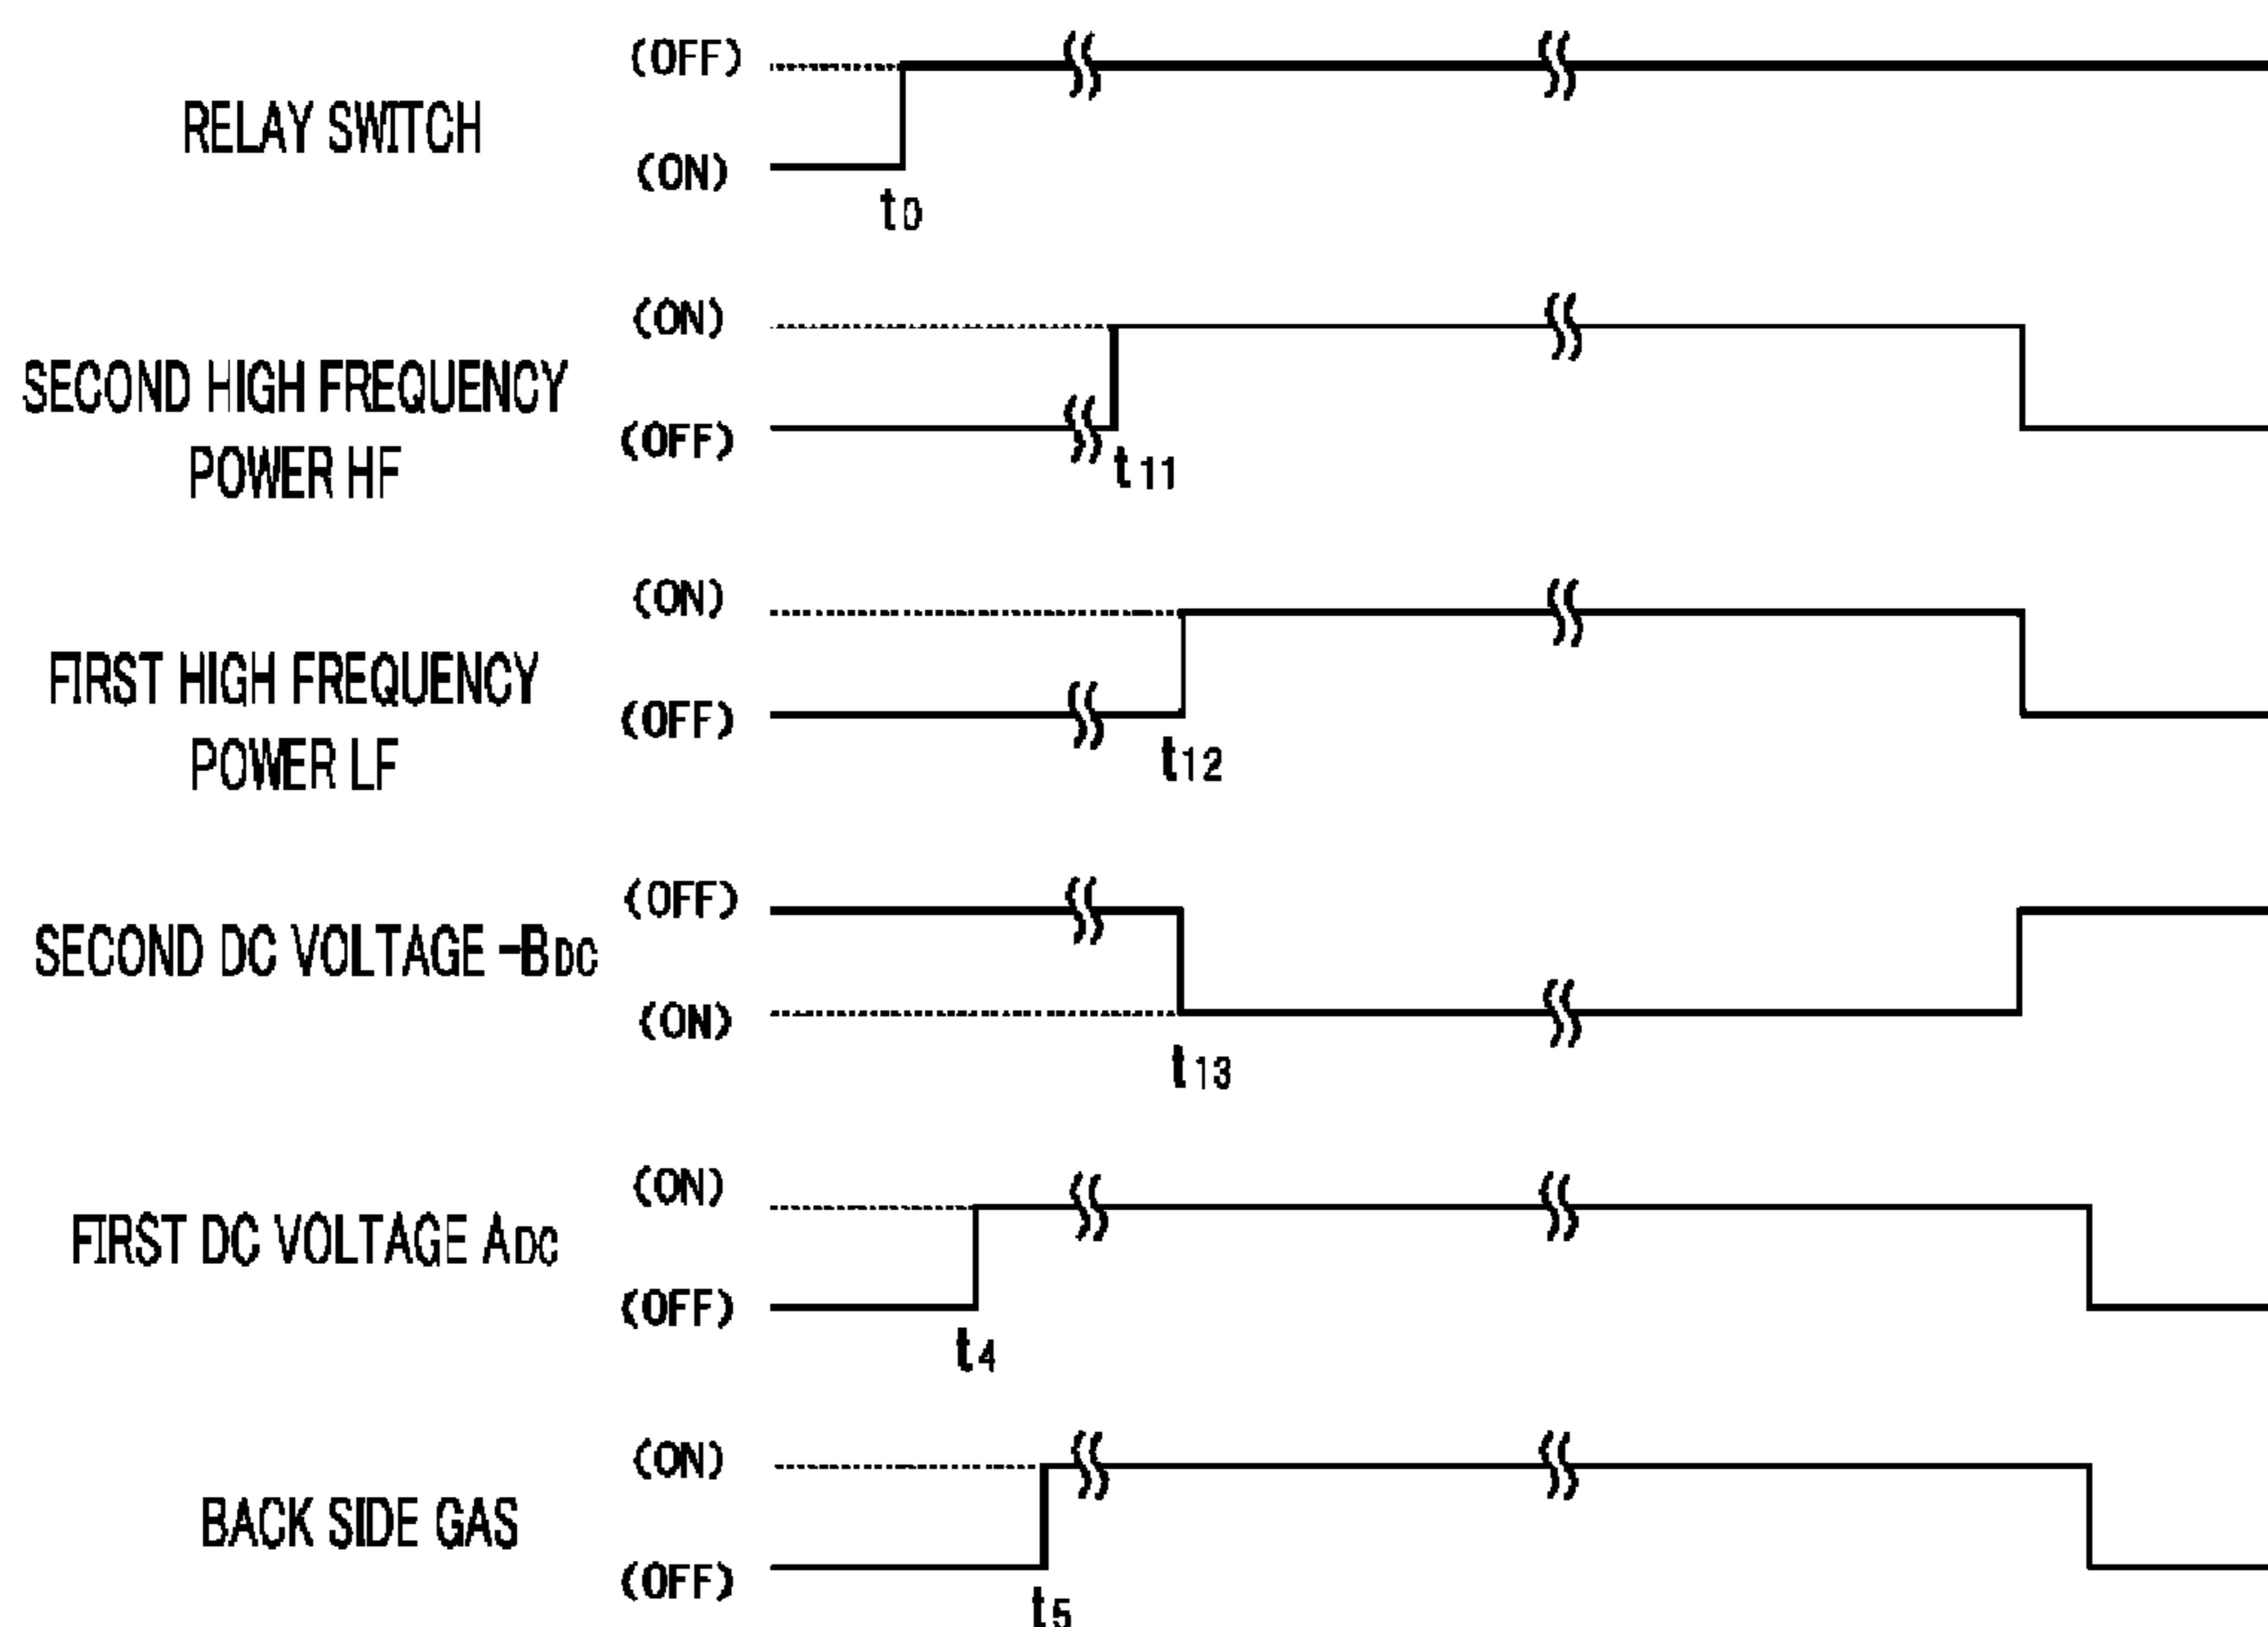 (OFF)
RELAY SWITCH
(ON)
t0
(ON)
SECOND HIGH FREQUENCY
POWER HF
(OFF)
t11
(ON)
FIRST HIGH FREQUENCY
POWER LF
(OFF)
t12
(OFF)
SECOND DC VOLTAGE -BDC
(ON)
t13
(ON)
FIRST DC VOLTAGE ADC
(OFF)
t4
(ON)
BACK SIDE GAS
(OFF)
t5